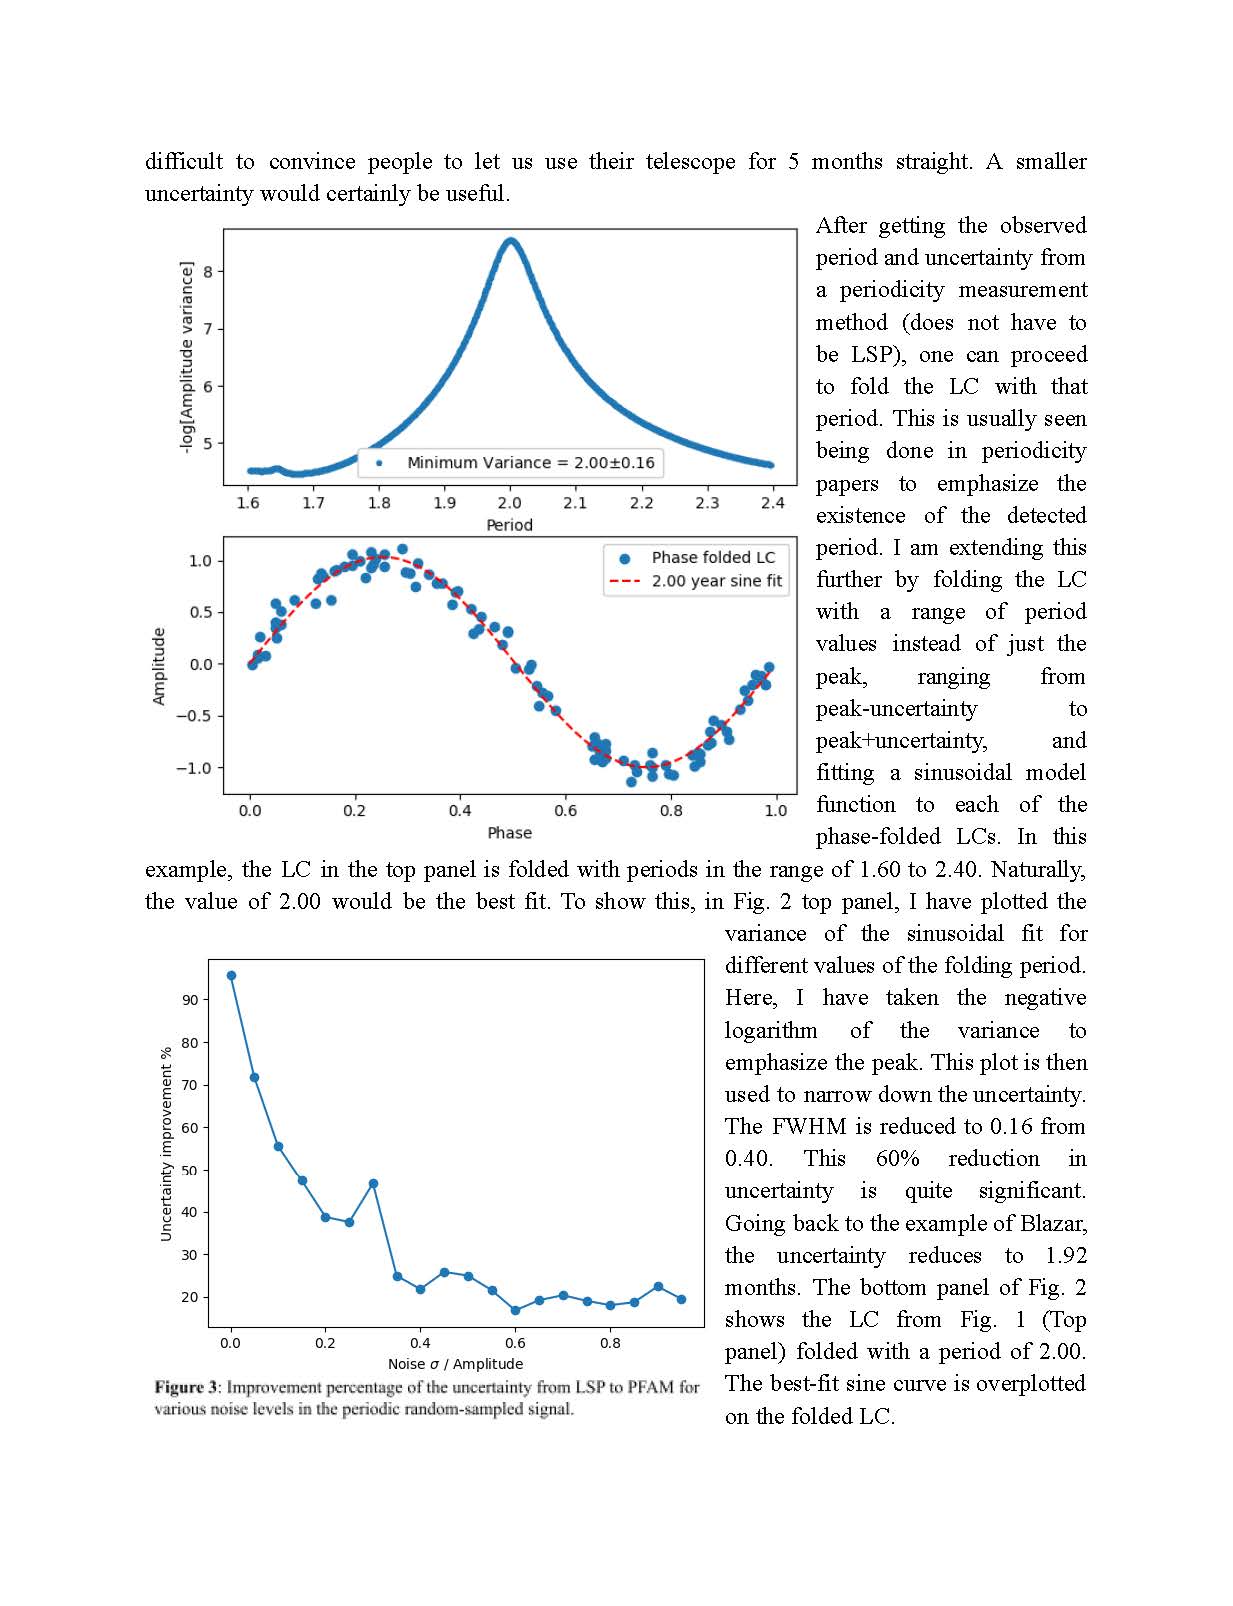 difficult to convince people to let us use their telescope for 5 months straight. A smaller
uncertainty would certainly be useful.
8
7
6
5
-log[Amplitude variance]
Minimum Variance = 2.00±0.16
1.6 1.7 1.8 1.9 2.0 2.1 2.2 2.3 2.4
Period
1.0
0.5
0.0
−0.5
−1.0
Amplitude
Phase folded LC
2.00 year sine fit
0.0 0.2 0.4 0.6 0.8 1.0
Phase
After getting the observed
period and uncertainty from
a periodicity measurement
method (does not have to
be LSP), one can proceed
to fold the LC with that
period. This is usually seen
being done in periodicity
papers to emphasize the
existence of the detected
period. I am extending this
further by folding the LC
with a range of period
values instead of just the
peak, ranging from
peak-uncertainty to
peak+uncertainty, and
fitting a sinusoidal model
function to each of the
phase-folded LCs. In this
example, the LC in the top panel is folded with periods in the range of 1.60 to 2.40. Naturally,
the value of 2.00 would be the best fit. To show this, in Fig. 2 top panel, I have plotted the
variance of the sinusoidal fit for
different values of the folding period.
Here, I have taken the negative
logarithm of the variance to
emphasize the peak. This plot is then
used to narrow down the uncertainty.
The FWHM is reduced to 0.16 from
0.40. This 60% reduction in
uncertainty is quite significant.
Going back to the example of Blazar,
the uncertainty reduces to 1.92
months. The bottom panel of Fig. 2
shows the LC from Fig. 1 (Top
panel) folded with a period of 2.00.
The best-fit sine curve is overplotted
on the folded LC.
90
80
70
60
50
40
30
20
Uncertainty improvement %
0.0 0.2 0.4 0.6 0.8
Noise σ / Amplitude
Figure 3: Improvement percentage of the uncertainty from LSP to PFAM for
various noise levels in the periodic random-sampled signal.